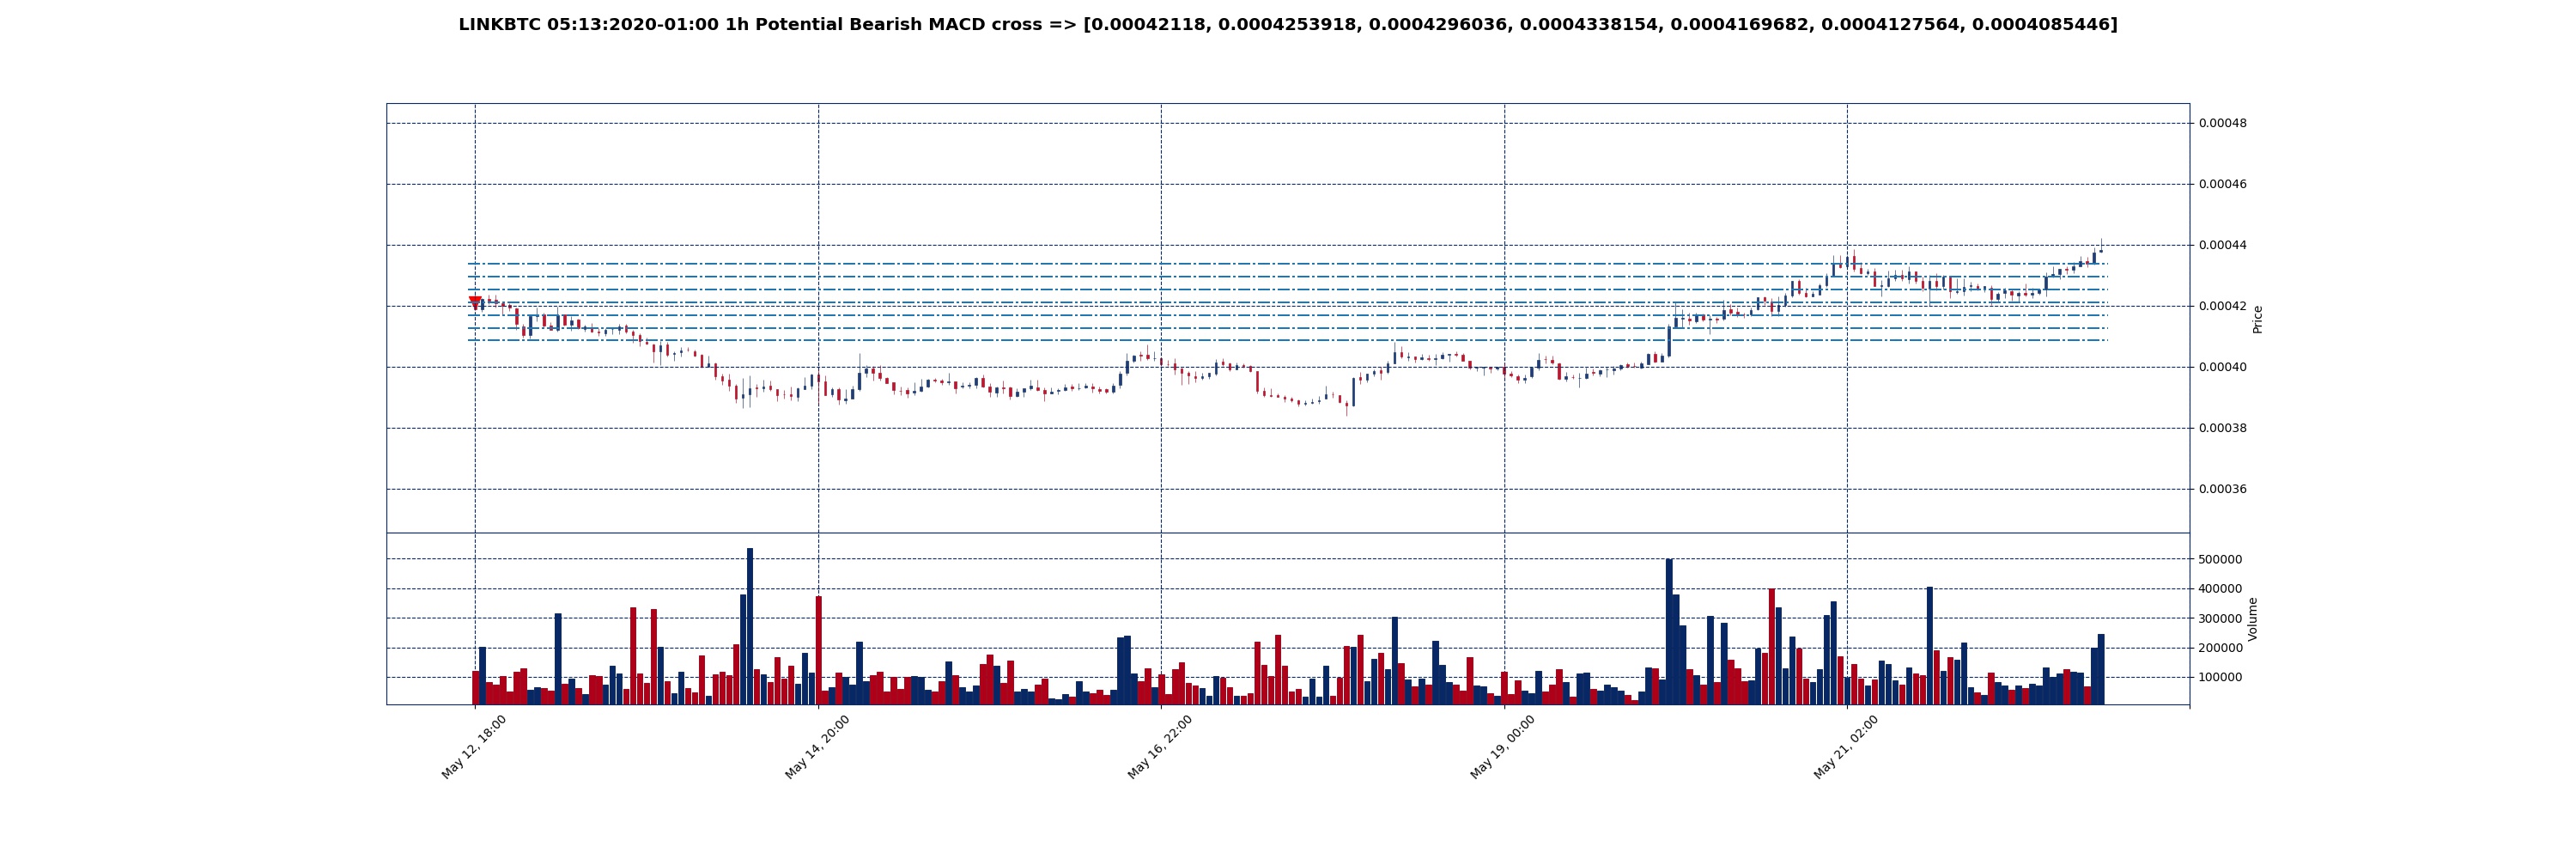 LINKBTC 05:13:2020-01:00 1h Potential Bearish MACD cross => [0.00042118, 0.0004253918, 0.0004296036, 0.0004338154, 0.0004169682, 0.0004127564, 0.0004085446]
0.00048
0.00046
0.00044
0.00042
0.00040
0.00038
0.00036
Price
500000
400000
300000
200000
100000
Volume
May 12, 18:00
May 14, 20:00
May 16, 22:00
May 19, 00:00
May 21, 02:00